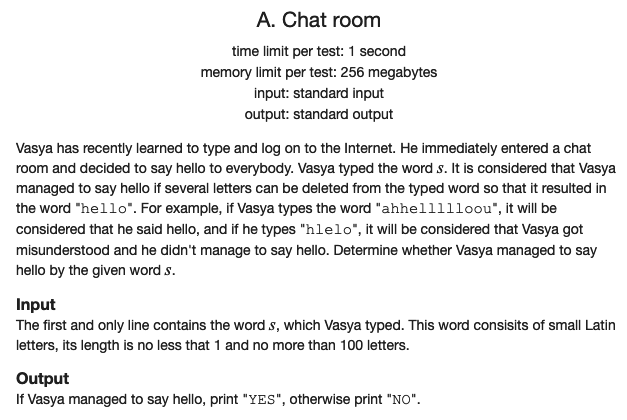 A. Chat room
time limit per test: 1 second
memory limit per test: 256 megabytes
input: standard input
output: standard output
Vasya has recently learned to type and log on to the Internet. He immediately entered a chat
room and decided to say hello to everybody. Vasya typed the word s. It is considered that Vasya
managed to say hello if several letters can be deleted from the typed word so that it resulted in
the word "hello". For example, if Vasya types the word "ahhellllloou", it will be
considered that he said hello, and if he types "hlelo", it will be considered that Vasya got
misunderstood and he didn't manage to say hello. Determine whether Vasya managed to say
hello by the given word s.
Input
The first and only line contains the word s, which Vasya typed. This word consisits of small Latin
letters, its length is no less that 1 and no more than 100 letters.
Output
If Vasya managed to say hello, print "YES", otherwise print "NO".